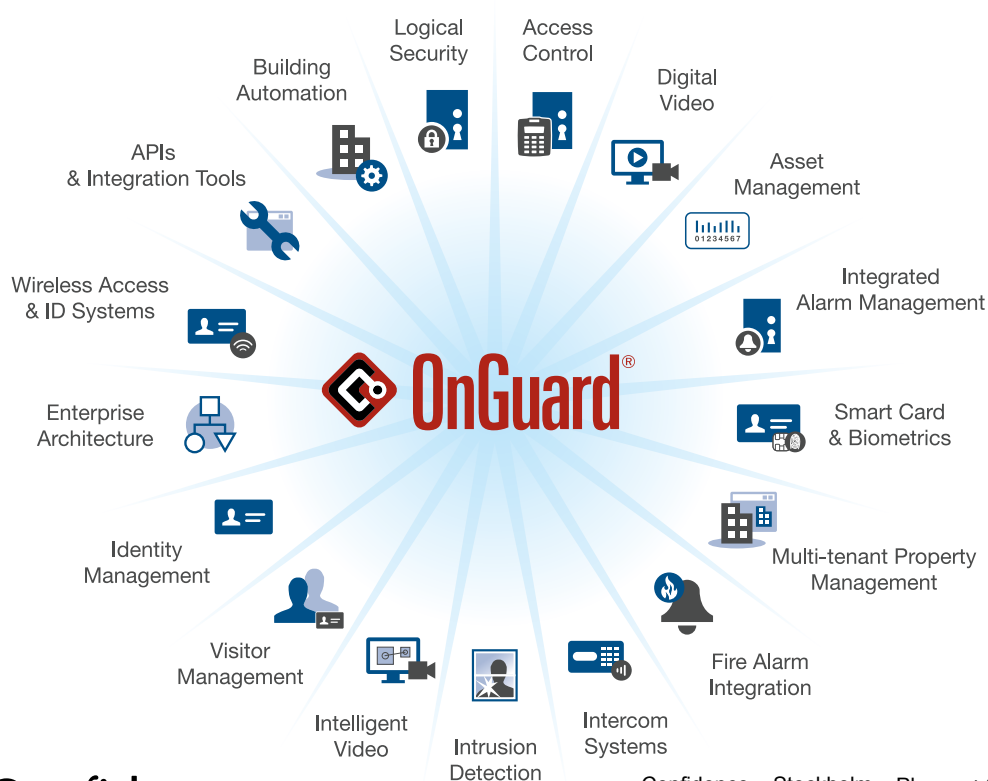 Logical
Security
Access
Control
Digital
Video
Asset
Management
01234567
Integrated
Alarm Management
Smart Card
& Biometrics
Multi-tenant Property
Management
Fire Alarm
Integration
Intercom
Systems
Intrusion
Detection
Intelligent
Video
Visitor
Management
Identity
Management
Enterprise
Architecture
Wireless Access
& ID Systems
APIs
& Integration Tools
Building
Automation
OnGuard®